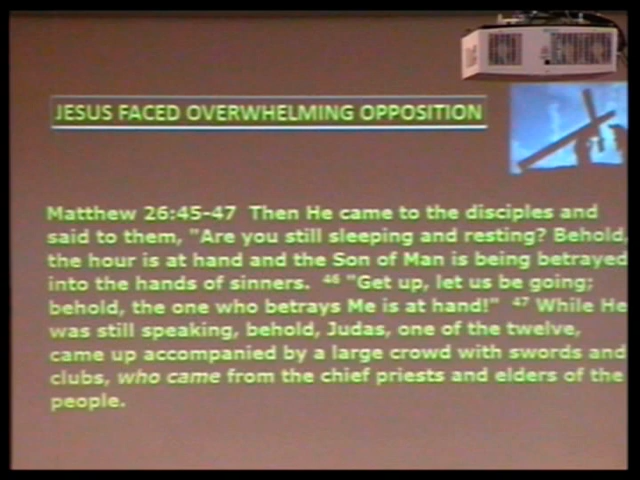 JESUS FACED OVERWHELMING OPPOSITION
Matthew 26:45-47 Then He came to the disciples and
said to them, "Are you still sleeping and resting? Behold,
the hour is at hand and the Son of Man is being betrayed
into the hands of sinners. 46 "Get up, let us be going;
behold, the one who betrays Me is at hand!" 47 While He
was still speaking, behold, Judas, one of the twelve,
came up accompanied by a large crowd with swords and
clubs, who came from the chief priests and elders of the
people.